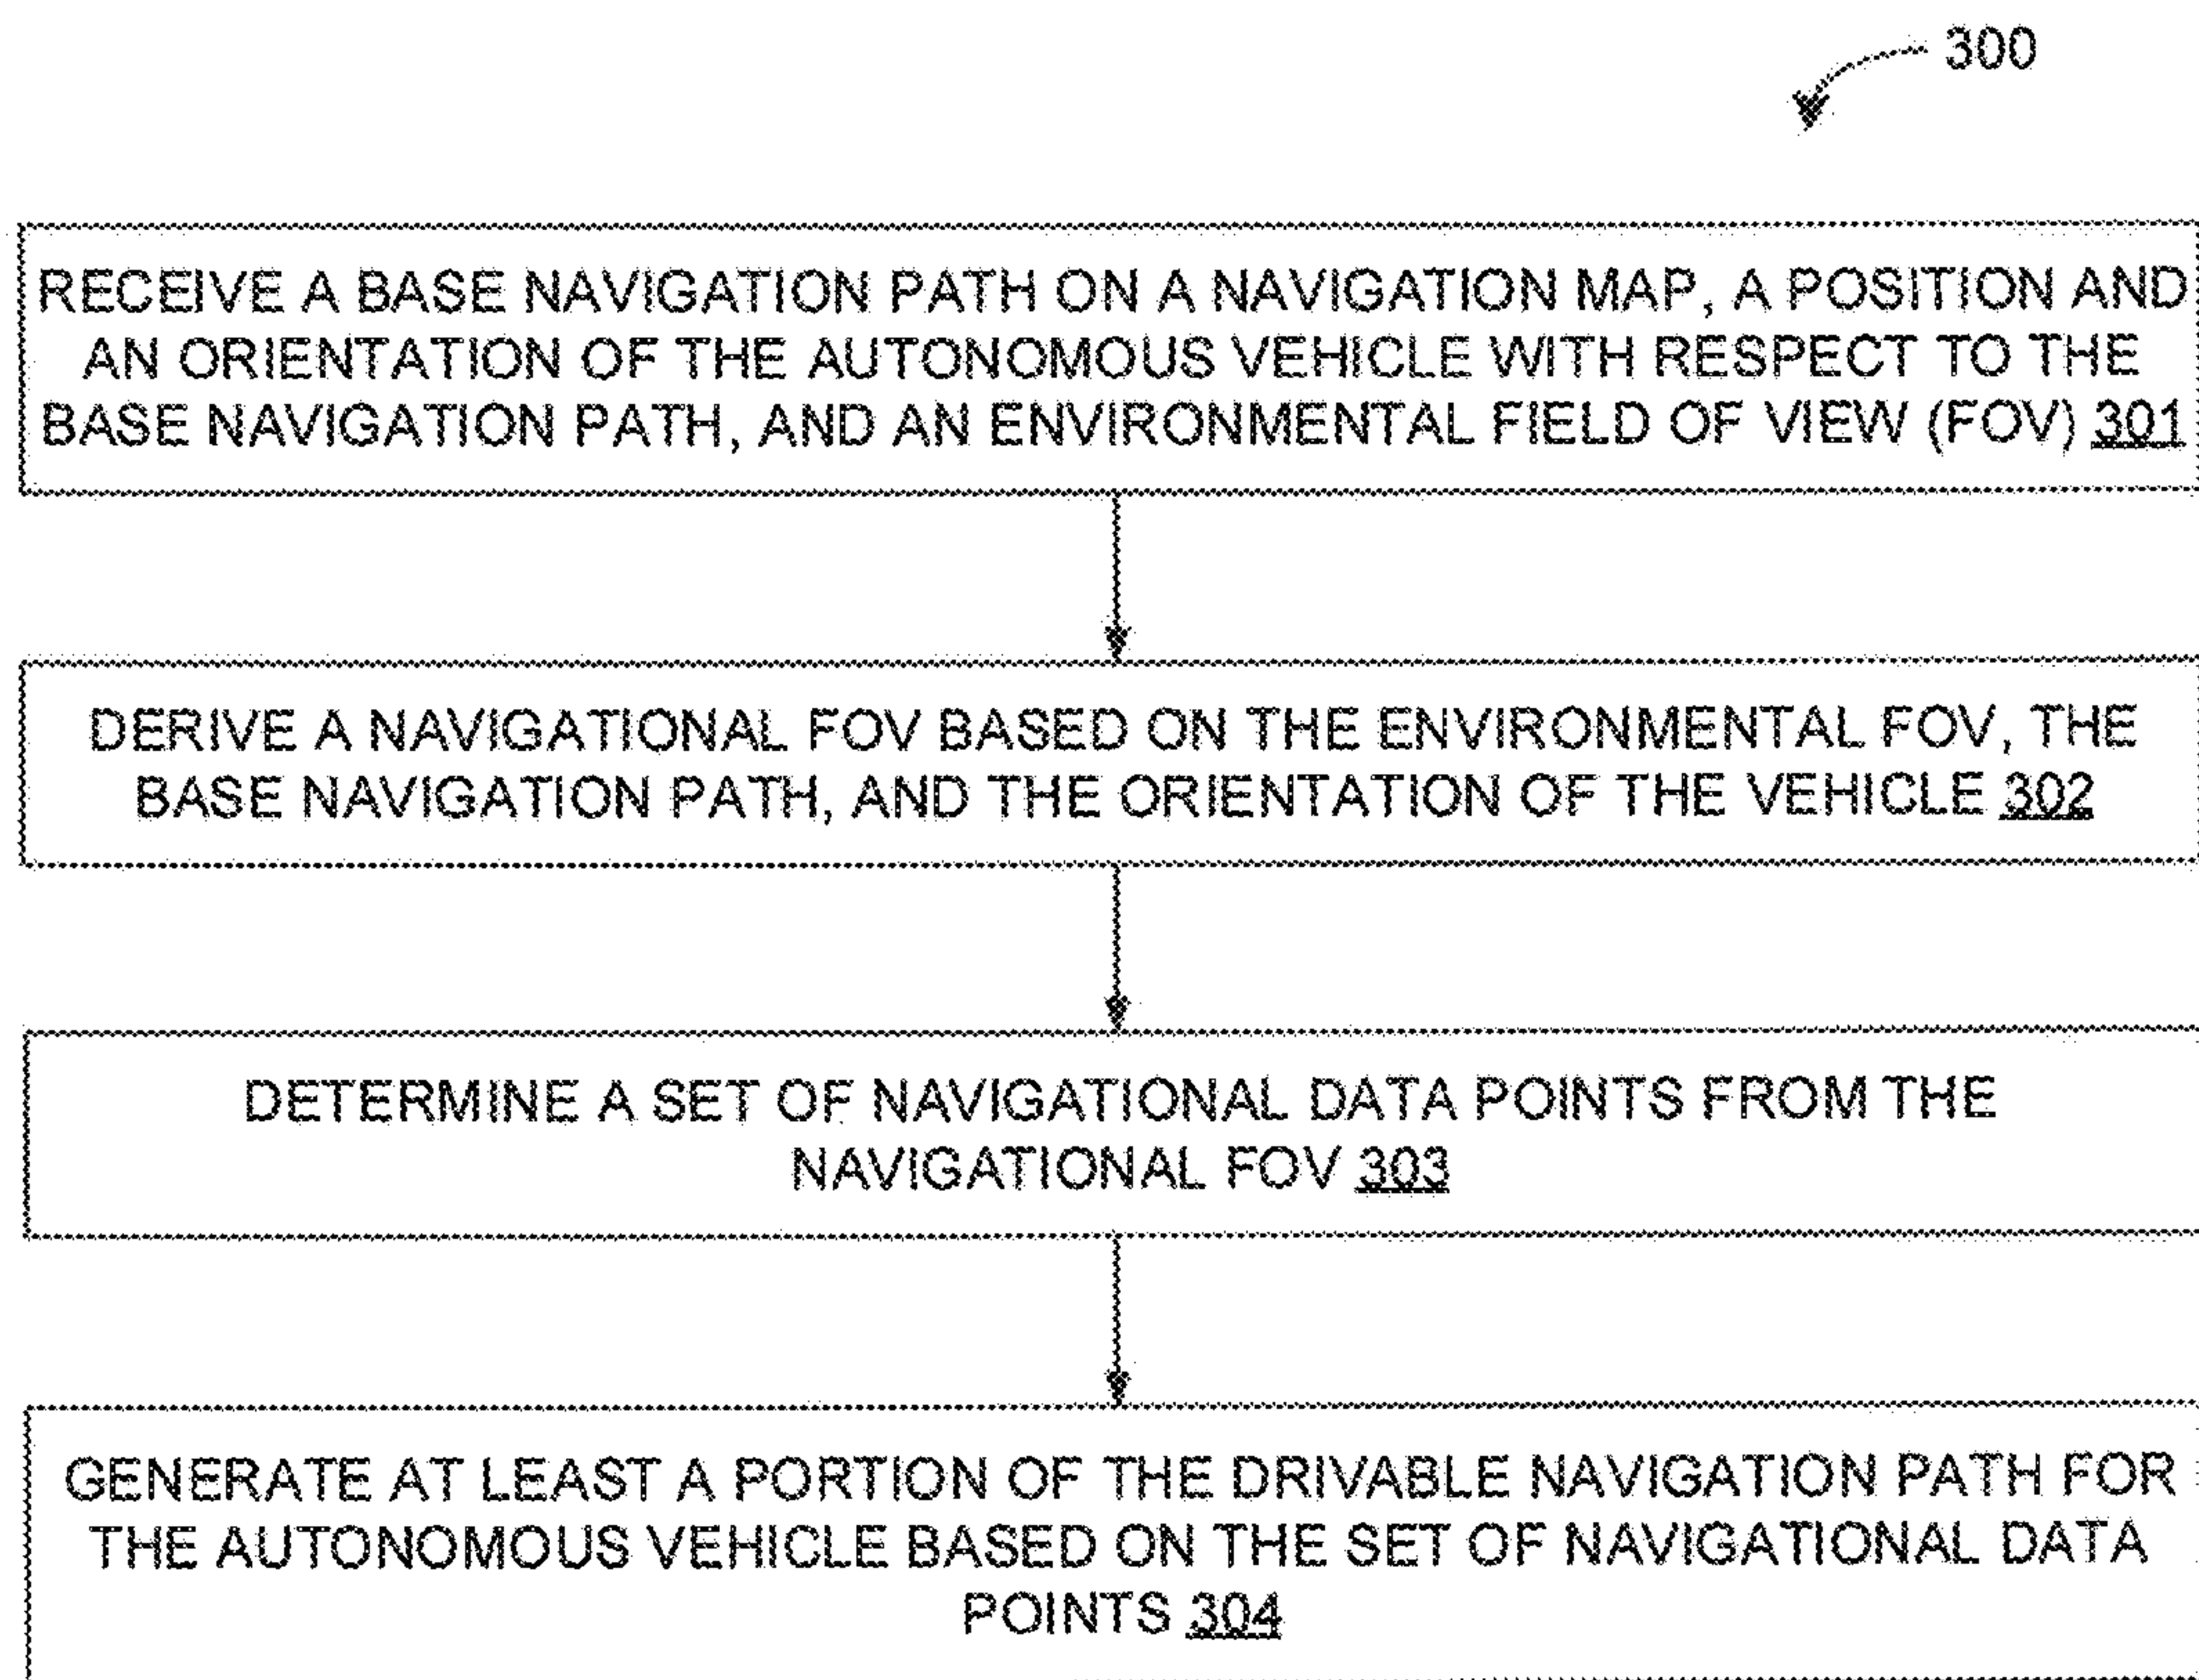 300
RECEIVE A BASE NAVIGATION PATH ON A NAVIGATION MAP, A POSITION AND
AN ORIENTATION OF THE AUTONOMOUS VEHICLE WITH RESPECT TO THE
BASE NAVIGATION PATH, AND AN ENVIRONMENTAL FIELD OF VIEW (FOV) 301
DERIVE A NAVIGATIONAL FOV BASED ON THE ENVIRONMENTAL FOV, THE
BASE NAVIGATION PATH, AND THE ORIENTATION OF THE VEHICLE 302
DETERMINE A SET OF NAVIGATIONAL DATA POINTS FROM THE
NAVIGATIONAL FOV 303
GENERATE AT LEAST A PORTION OF THE DRIVABLE NAVIGATION PATH FOR
THE AUTONOMOUS VEHICLE BASED ON THE SET OF NAVIGATIONAL DATA
POINTS 304